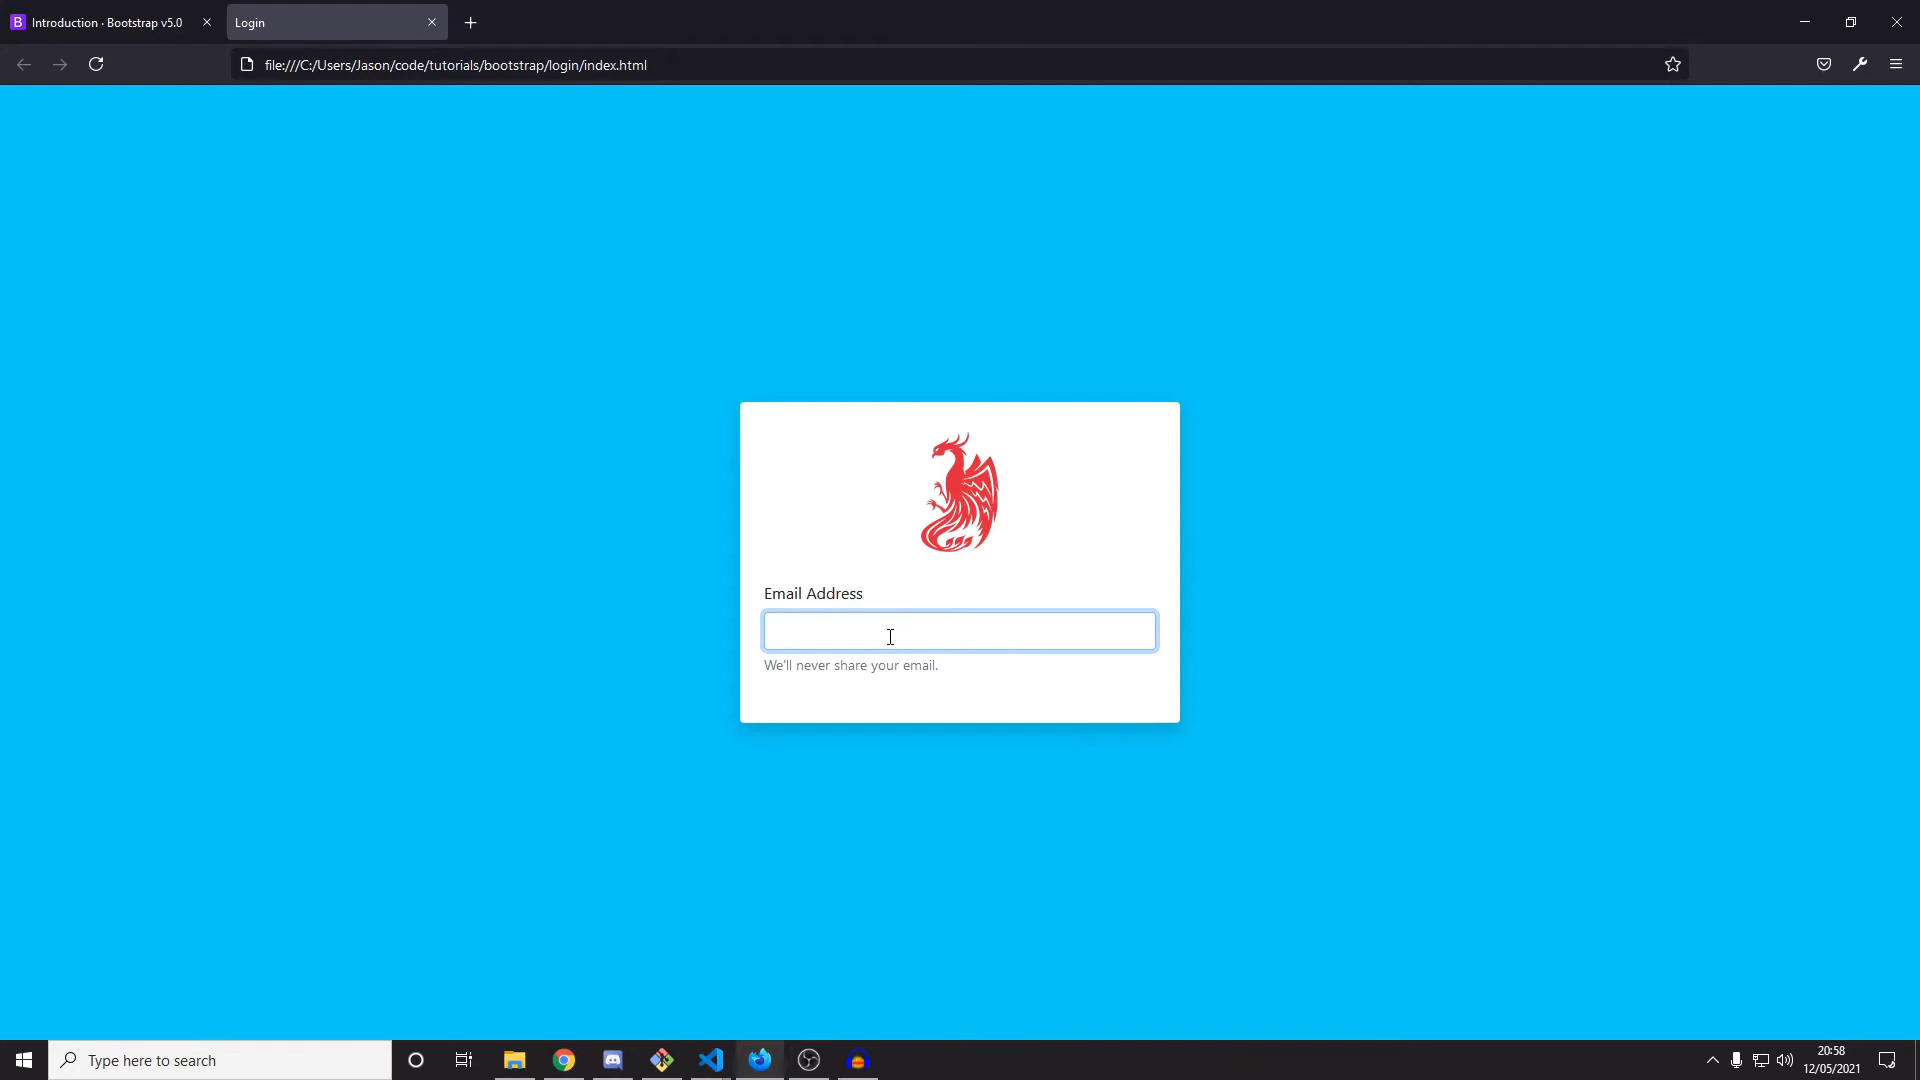 B Introduction · Bootstrap v5.0
Login
file:///C:/Users/Jason/code/tutorials/bootstrap/login/index.html
Email Address
We'll never share your email.
Type here to search
20:58
12/05/2021